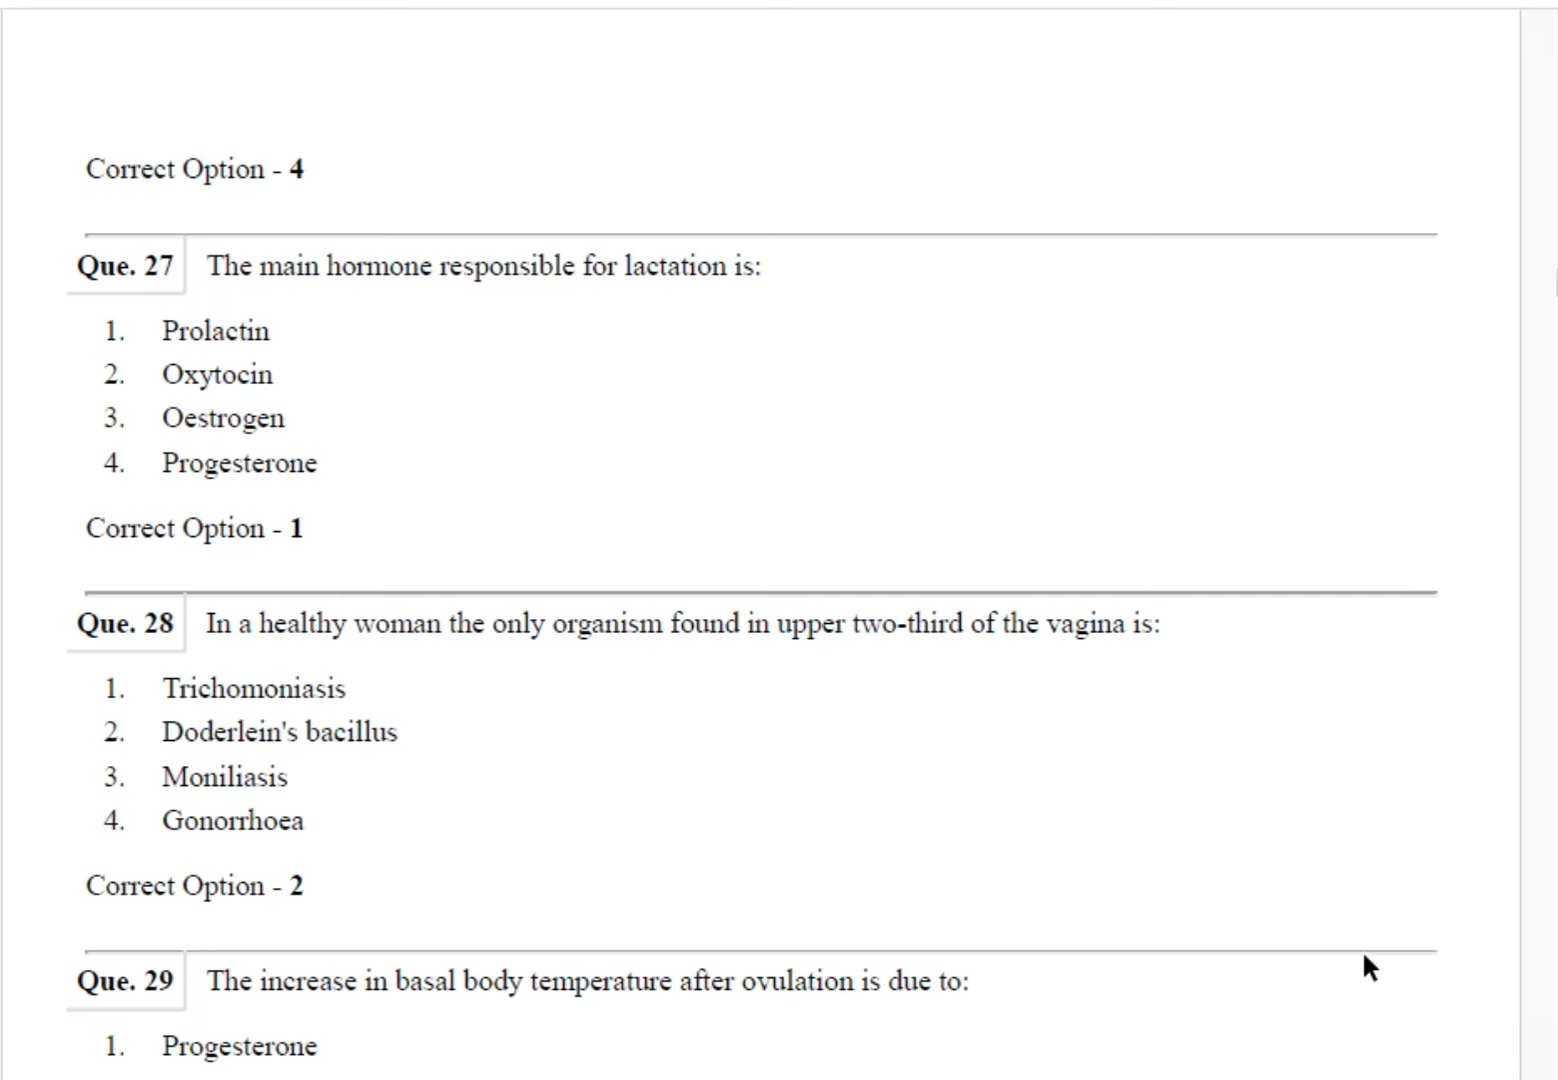 Correct Option - 4
Que. 27 The main hormone responsible for lactation is:
1. Prolactin
2. Oxytocin
3. Oestrogen
4. Progesterone
Correct Option - 1
Que. 28 In a healthy woman the only organism found in upper two-third of the vagina is:
1. Trichomoniasis
2. Doderlein's bacillus
3. Moniliasis
4. Gonorrhoea
Correct Option - 2
Que. 29 The increase in basal body temperature after ovulation is due to:
1. Progesterone